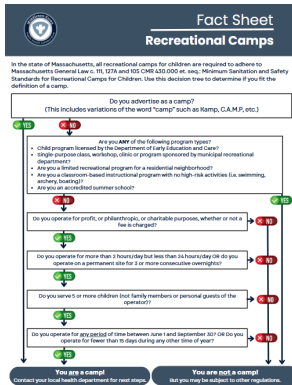 Fact Sheet
Recreational Camps
In the state of Massachusetts, all recreational camps for children are required to adhere to
Massachusetts General Law c. 111, 127A and 105 CMR 430.000 et. seq.: Minimum Sanitation and Safety
Standards for Recreational Camps for Children. Use this decision tree to determine if you fit the
definition of a camp.
Do you advertise as a camp?
(This includes variations of the word "camp" such as Kamp, C.A.M.P, etc.)
YES
NO
Are you ANY of the following program types?
• Child program licensed by the Department of Early Education and Care?
• Single-purpose class, workshop, clinic or program sponsored by municipal recreational
department?
• Are you a limited recreational program for a residential neighborhood?
• Are you a classroom-based instructional program with no high-risk activities (i.e. swimming,
archery, boating)?
• Are you an accredited summer school?
NO
YES
Do you operate for profit, or philanthropic, or charitable purposes, whether or not a
fee is charged?
NO
YES
Do you operate for more than 2 hours/day but less than 24 hours/day OR do you
operate on a permanent site for 3 or more consecutive overnights?
NO
YES
Do you serve 5 or more children (not family members or personal guests of the
operator)?
NO
YES
Do you operate for any period of time between June 1 and September 30? OR Do you
operate for fewer than 15 days during any other time of year?
NO
YES
You are a camp!
Contact your local health department for next steps.
You are not a camp!
But you may be subject to other regulations.